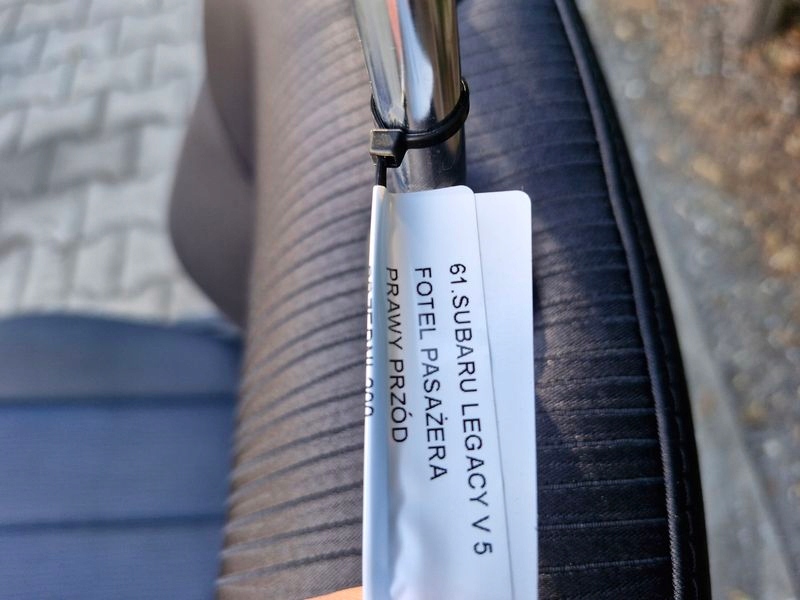 61.SUBARU LEGACY V 5
FOTEL PASAŻERA
PRAWY PRZÓD